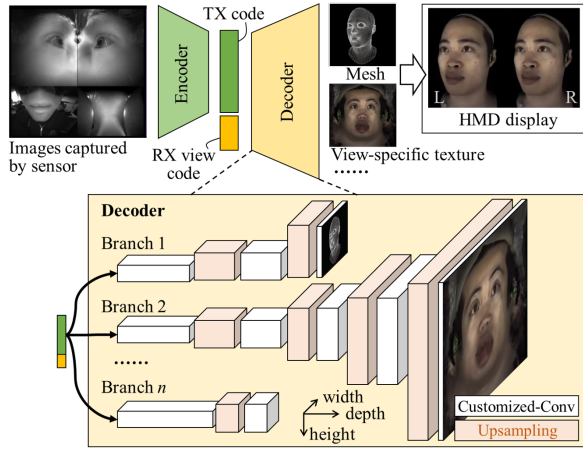 TX code
Encoder
Decoder
Mesh
L
R
HMD display
Images captured
by sensor
RX view
code
View-specific texture
......
Decoder
Branch 1
Branch 2
......
Branch n
width
depth
height
Customized-Conv
Upsampling